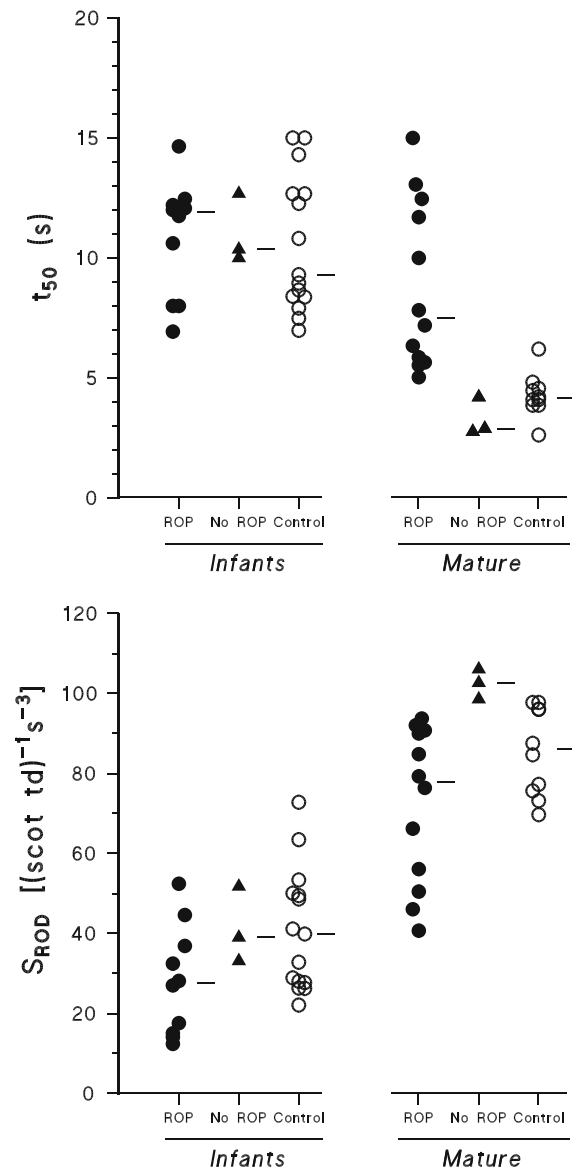 20
15
10
5
0
t50 (s)
ROP No ROP Control ROP No ROP Control
Infants Mature
120
100
80
60
40
20
0
SROD [(scot td)−1s−3]
ROP No ROP Control ROP No ROP Control
Infants Mature